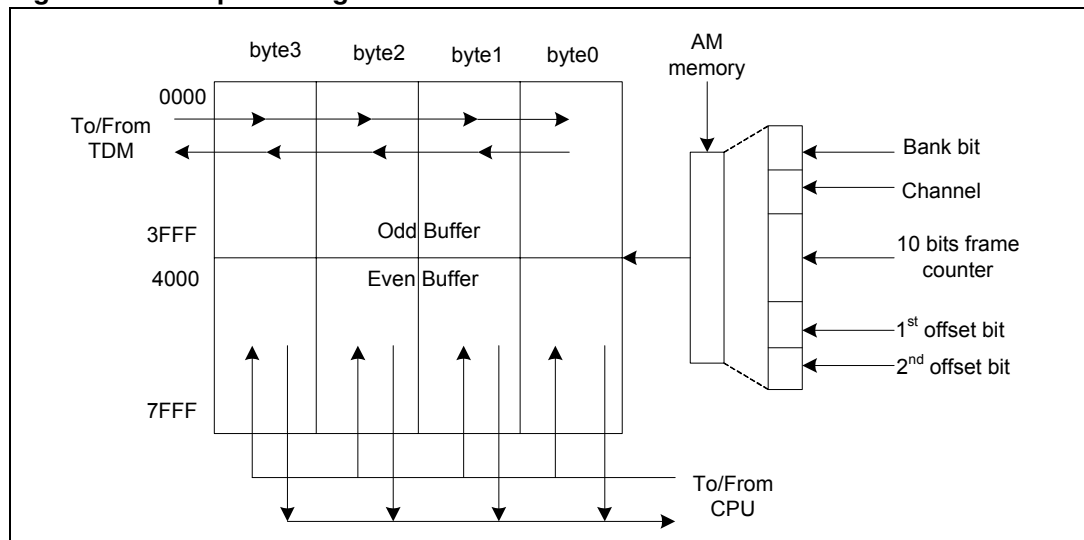 byte3 byte2 byte1 byte0
AM
memory
0000
To/From
TDM
Bank bit
Channel
3FFF
Odd Buffer
4000
Even Buffer
10 bits frame
counter
1st offset bit
2nd offset bit
7FFF
To/From
CPU